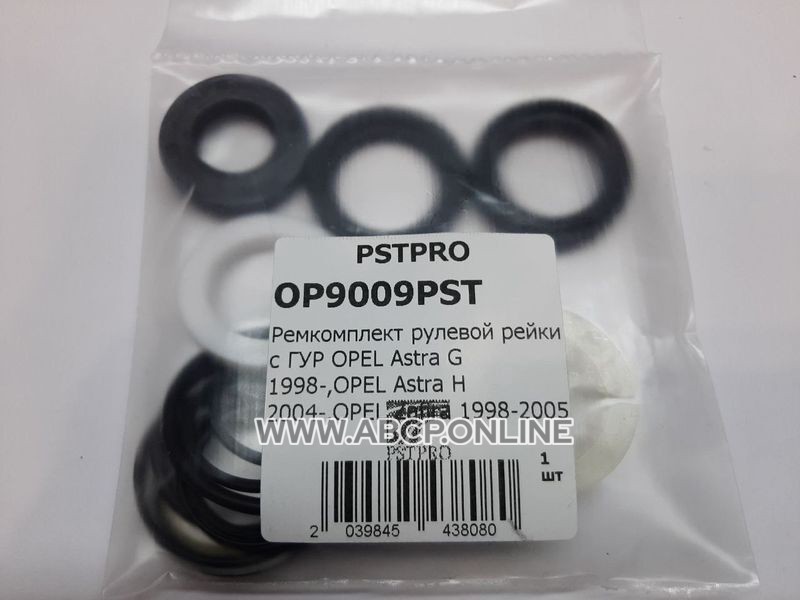 PSTPRO
OP9009PST
Ремкомплект рулевой рейки
с ГУР OPEL Astra G
1998-,OPEL Astra H
2004- OPEL Zafira 1998-2005
WWW.ABCP.ONLINE
PSTPRO
1
шт
2 039845 438080